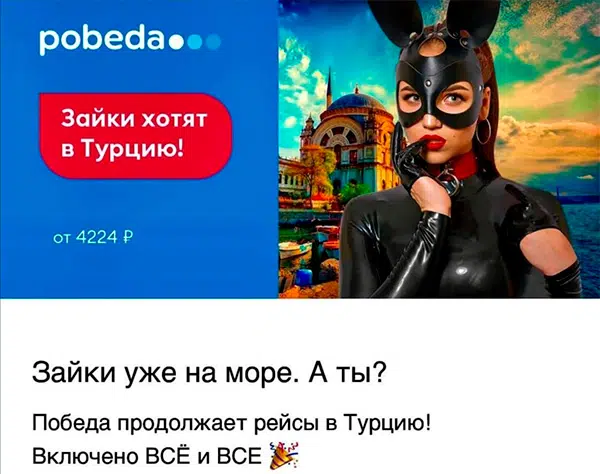 pobeda
Зайки хотят
в Турцию!
от 4224 ₽
Зайки уже на море. А ты?
Победа продолжает рейсы в Турцию!
Включено ВСЁ и ВСЕ 🎉